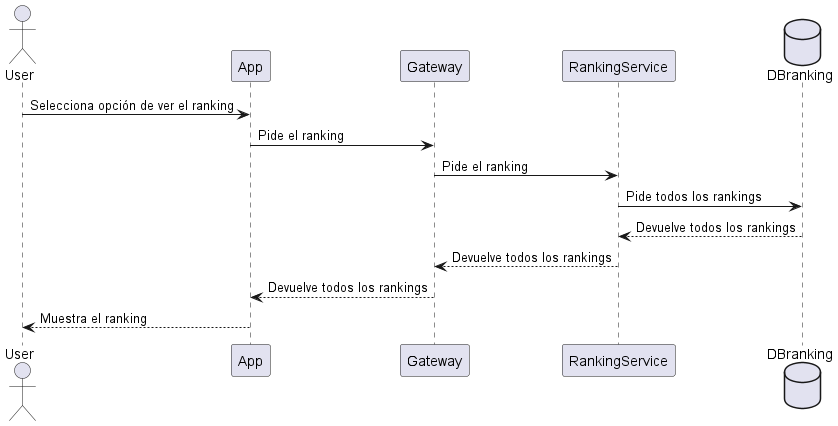 User
App
Gateway
RankingService
DBranking
Selecciona opción de ver el ranking
Pide el ranking
Pide el ranking
Pide todos los rankings
Devuelve todos los rankings
Devuelve todos los rankings
Devuelve todos los rankings
Muestra el ranking
User
App
Gateway
RankingService
DBranking